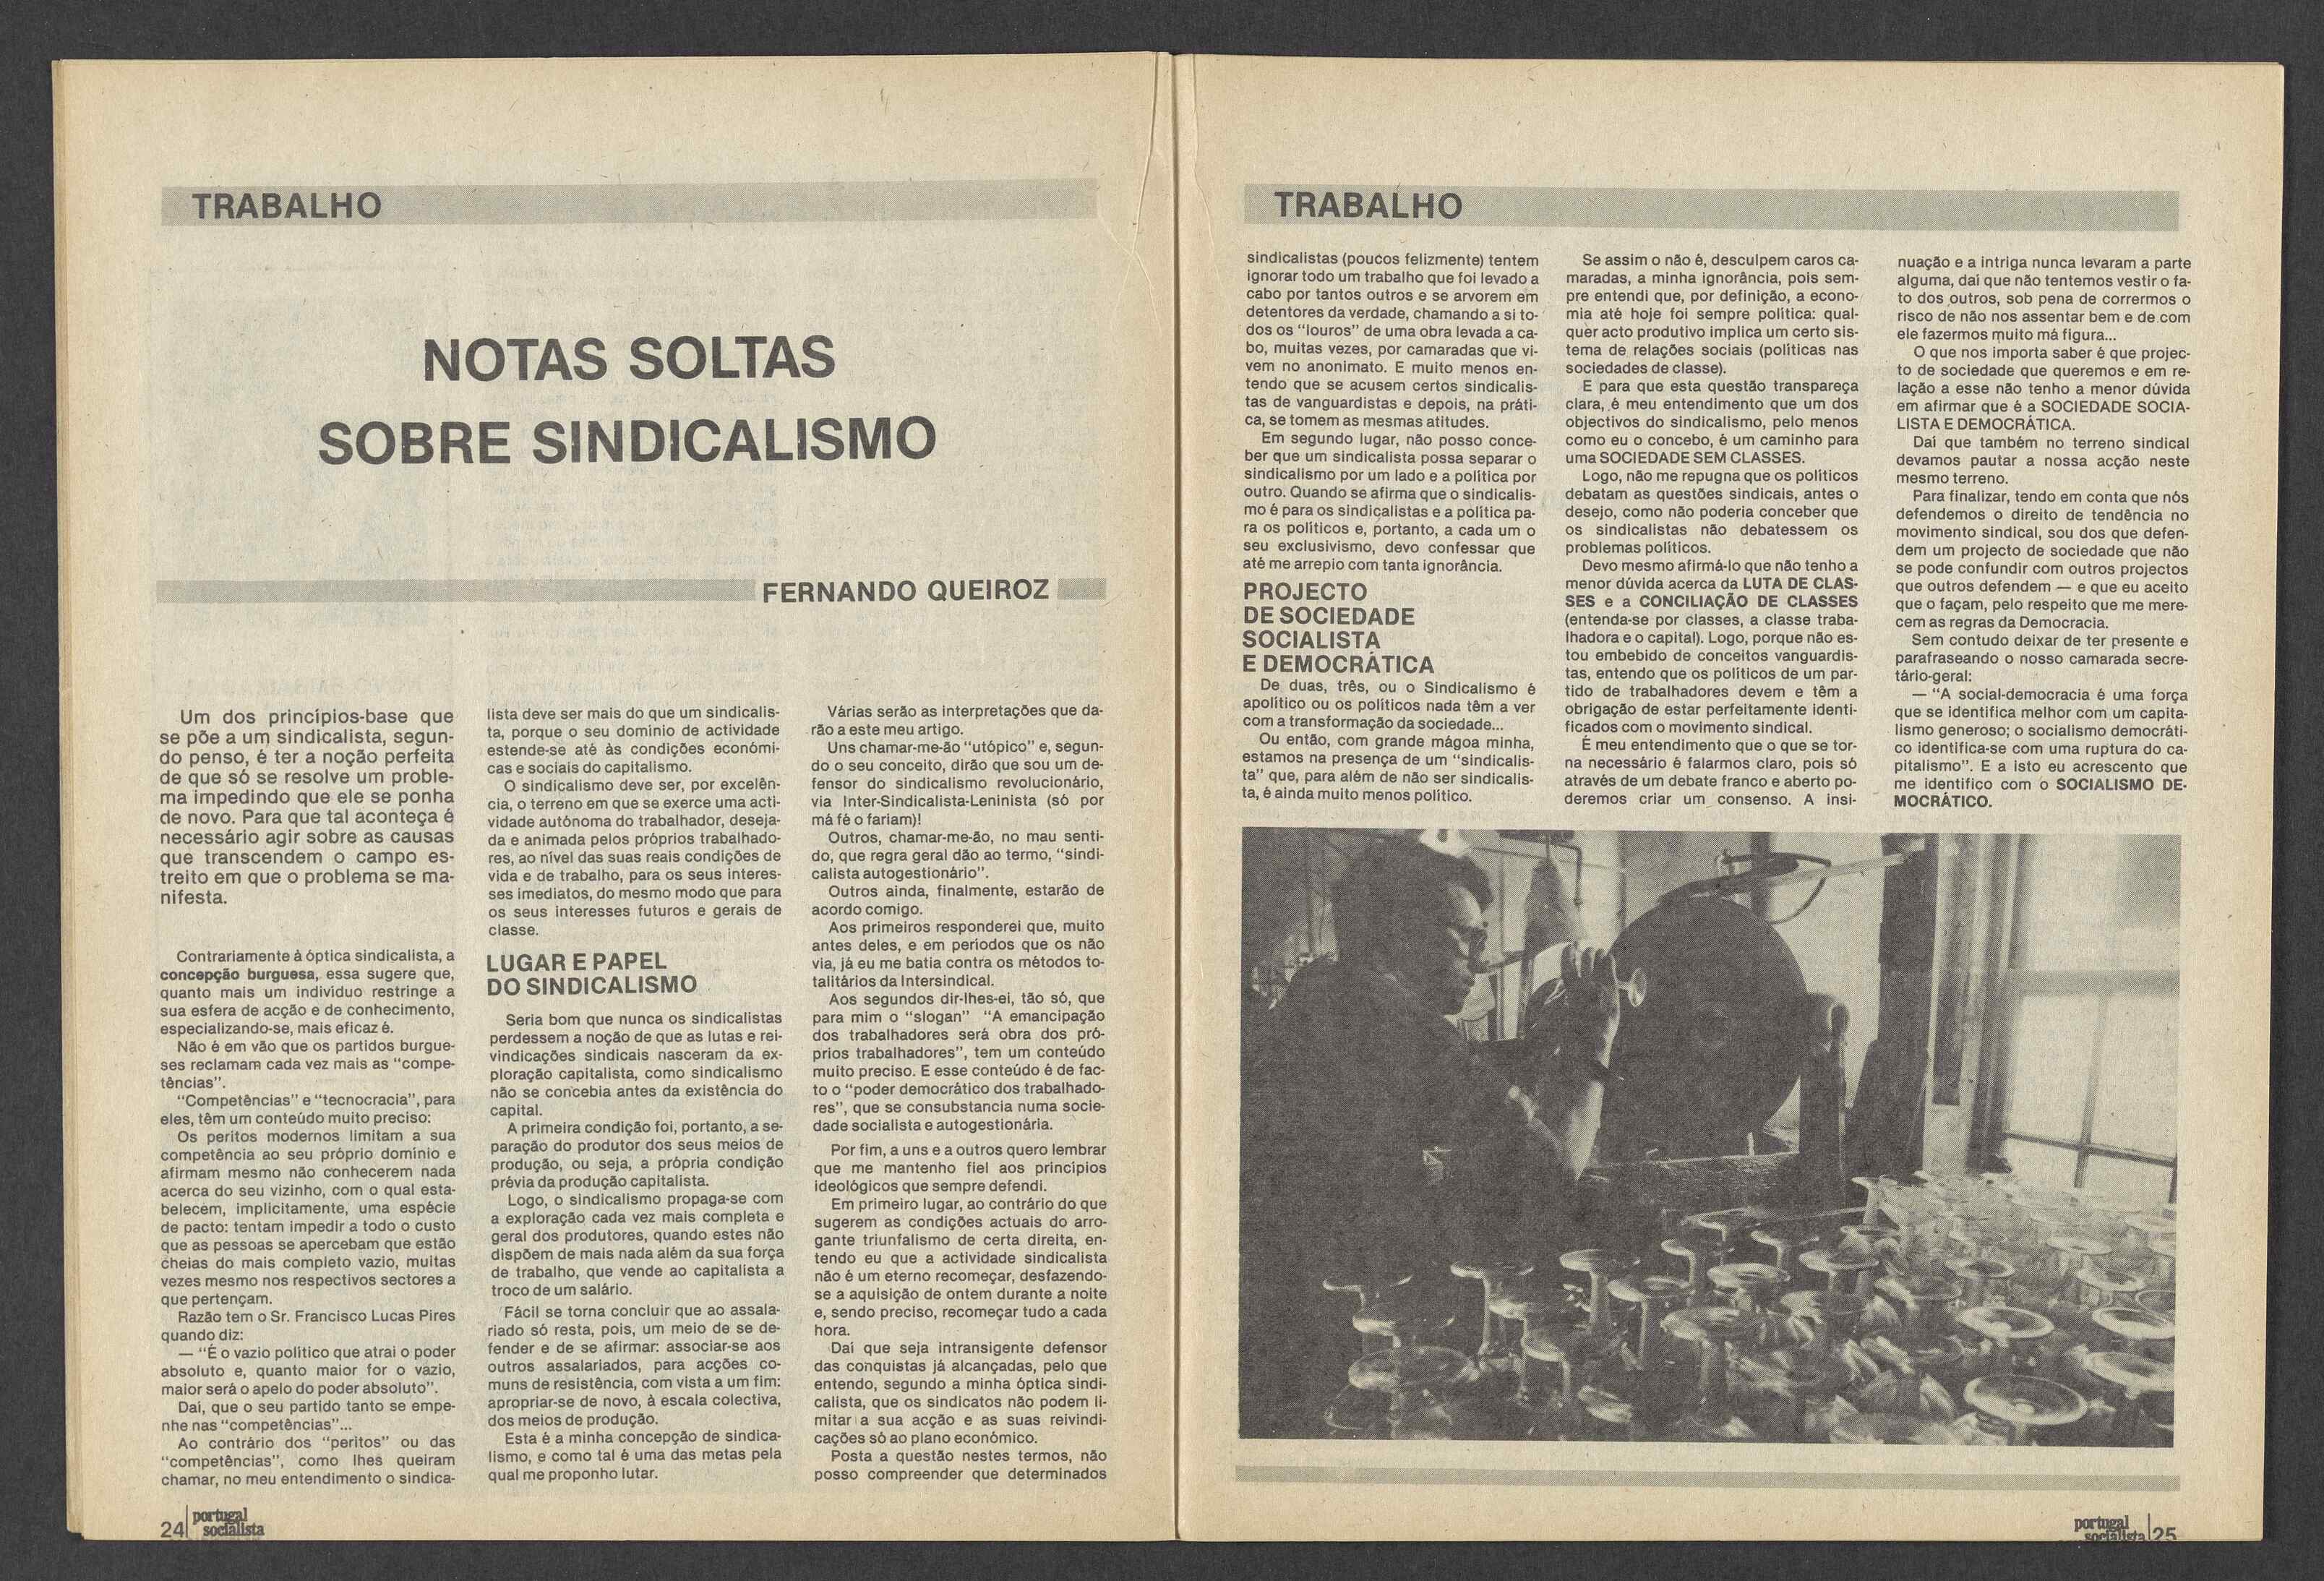 TRABALHO
NOTAS SOLTAS
SOBRE SINDICALISMO
FERNANDO QUEIROZ
Um dos princípios-base que
se põe a um sindicalista, segun-
do penso, é ter a noção perfeita
de que só se resolve um proble-
ma impedindo que ele se ponha
de novo. Para que tal aconteça é
necessário agir sobre as causas
que transcendem o campo es-
treito em que o problema se ma-
nifesta.
Contrariamente à óptica sindicalista, a
concepção burguesa, essa sugere que,
quanto mais um indivíduo restringe a
sua esfera de acção e de conhecimento,
especializando-se, mais eficaz é.
Não é em vão que os partidos burgue-
ses reclamam cada vez mais as "compe-
tências".
"Competências" e "tecnocracia", para
eles, têm um conteúdo muito preciso:
Os peritos modernos limitam a sua
competência ao seu próprio domínio e
afirmam mesmo não conhecerem nada
acerca do seu vizinho, com o qual esta-
belecem, implicitamente, uma espécie
de pacto: tentam impedir a todo o custo
que as pessoas se apercebam que estão
cheias do mais completo vazio, muitas
vezes mesmo nos respectivos sectores a
que pertençam.
Razão tem o Sr. Francisco Lucas Pires
quando diz:
— "É o vazio político que atrai o poder
absoluto e, quanto maior for o vazio,
maior será o apelo do poder absoluto".
Daí, que o seu partido tanto se empe-
nhe nas "competências"...
Ao contrário dos "peritos" ou das
"competências", como lhes queiram
chamar, no meu entendimento o sindica-
lista deve ser mais do que um sindicalis-
ta, porque o seu domínio de actividade
estende-se até às condições económi-
cas e sociais do capitalismo.
O sindicalismo deve ser, por excelên-
cia, o terreno em que se exerce uma acti-
vidade autónoma do trabalhador, deseja-
da e animada pelos próprios trabalhado-
res, ao nível das suas reais condições de
vida e de trabalho, para os seus interes-
ses imediatos, do mesmo modo que para
os seus interesses futuros e gerais de
classe.
LUGAR E PAPEL
DO SINDICALISMO
Seria bom que nunca os sindicalistas
perdessem a noção de que as lutas e rei-
vindicações sindicais nasceram da ex-
ploração capitalista, como sindicalismo
não se concebia antes da existência do
capital.
A primeira condição foi, portanto, a se-
paração do produtor dos seus meios de
produção, ou seja, a própria condição
prévia da produção capitalista.
Logo, o sindicalismo propaga-se com
a exploração cada vez mais completa e
geral dos produtores, quando estes não
dispõem de mais nada além da sua força
de trabalho, que vende ao capitalista a
troco de um salário.
Fácil se torna concluir que ao assala-
riado só resta, pois, um meio de se de-
fender e de se afirmar: associar-se aos
outros assalariados, para acções co-
muns de resistência, com vista a um fim:
apropriar-se de novo, à escala colectiva,
dos meios de produção.
Esta é a minha concepção de sindica-
lismo, e como tal é uma das metas pela
qual me proponho lutar.
Várias serão as interpretações que da-
rão a este meu artigo.
Uns chamar-me-ão "utópico" e, segun-
do o seu conceito, dirão que sou um de-
fensor do sindicalismo revolucionário,
via Inter-Sindicalista-Leninista (só por
má fé o fariam)!
Outros, chamar-me-ão, no mau senti-
do, que regra geral dão ao termo, "sindi-
calista autogestionário".
Outros ainda, finalmente, estarão de
acordo comigo.
Aos primeiros responderei que, muito
antes deles, e em períodos que os não
via, já eu me batia contra os métodos to-
talitários da Intersindical.
Aos segundos dir-lhes-ei, tão só, que
para mim o "slogan" "A emancipação
dos trabalhadores será obra dos pró-
prios trabalhadores", tem um conteúdo
muito preciso. E esse conteúdo é de fac-
to o "poder democrático dos trabalhado-
res", que se consubstancia numa socie-
dade socialista e autogestionária.
Por fim, a uns e a outros quero lembrar
que me mantenho fiel aos princípios
ideológicos que sempre defendi.
Em primeiro lugar, ao contrário do que
sugerem as condições actuais do arro-
gante triunfalismo de certa direita, en-
tendo eu que a actividade sindicalista
não é um eterno recomeçar, desfazendo-
se a aquisição de ontem durante a noite
e, sendo preciso, recomeçar tudo a cada
hora.
Daí que seja intransigente defensor
das conquistas já alcançadas, pelo que
entendo, segundo a minha óptica sindi-
calista, que os sindicatos não podem li-
mitar a sua acção e as suas reivindi-
cações só ao plano económico.
Posta a questão nestes termos, não
posso compreender que determinados
24 portugal
socialista
TRABALHO
sindicalistas (poucos felizmente) tentem
ignorar todo um trabalho que foi levado a
cabo por tantos outros e se arvorem em
detentores da verdade, chamando a si to-
dos os "louros" de uma obra levada a ca-
bo, muitas vezes, por camaradas que vi-
vem no anonimato. E muito menos en-
tendo que se acusem certos sindicalis-
tas de vanguardistas e depois, na práti-
ca, se tomem as mesmas atitudes.
Em segundo lugar, não posso conce-
ber que um sindicalista possa separar o
sindicalismo por um lado e a política por
outro. Quando se afirma que o sindicalis-
mo é para os sindicalistas e a política pa-
ra os políticos e, portanto, a cada um o
seu exclusivismo, devo confessar que
até me arrepio com tanta ignorância.
PROJECTO
DE SOCIEDADE
SOCIALISTA
E DEMOCRÁTICA
De duas, três, ou o Sindicalismo é
apolítico ou os políticos nada têm a ver
com a transformação da sociedade...
Ou então, com grande mágoa minha,
estamos na presença de um "sindicalis-
ta" que, para além de não ser sindicalis-
ta, é ainda muito menos político.
Se assim o não é, desculpem caros ca-
maradas, a minha ignorância, pois sem-
pre entendi que, por definição, a econo-
mia até hoje foi sempre política: qual-
quer acto produtivo implica um certo sis-
tema de relações sociais (políticas nas
sociedades de classe).
E para que esta questão transpareça
clara, é meu entendimento que um dos
objectivos do sindicalismo, pelo menos
como eu o concebo, é um caminho para
uma SOCIEDADE SEM CLASSES.
Logo, não me repugna que os políticos
debatam as questões sindicais, antes o
desejo, como não poderia conceber que
os sindicalistas não debatessem os
problemas políticos.
Devo mesmo afirmá-lo que não tenho a
menor dúvida acerca da LUTA DE CLAS-
SES e a CONCILIAÇÃO DE CLASSES
(entenda-se por classes, a classe traba-
lhadora e o capital). Logo, porque não es-
tou embebido de conceitos vanguardis-
tas, entendo que os políticos de um par-
tido de trabalhadores devem e têm a
obrigação de estar perfeitamente identi-
ficados com o movimento sindical.
É meu entendimento que o que se tor-
na necessário é falarmos claro, pois só
através de um debate franco e aberto po-
deremos criar um consenso. A insi-
nuação e a intriga nunca levaram a parte
alguma, daí que não tentemos vestir o fa-
to dos outros, sob pena de corrermos o
risco de não nos assentar bem e de com
ele fazermos muito má figura...
O que nos importa saber é que projec-
to de sociedade que queremos e em re-
lação a esse não tenho a menor dúvida
em afirmar que é a SOCIEDADE SOCIA-
LISTA E DEMOCRÁTICA.
Daí que também no terreno sindical
devamos pautar a nossa acção neste
mesmo terreno.
Para finalizar, tendo em conta que nós
defendemos o direito de tendência no
movimento sindical, sou dos que defen-
dem um projecto de sociedade que não
se pode confundir com outros projectos
que outros defendem — e que eu aceito
que o façam, pelo respeito que me mere-
cem as regras da Democracia.
Sem contudo deixar de ter presente e
parafraseando o nosso camarada secre-
tário-geral:
— "A social-democracia é uma força
que se identifica melhor com um capita-
lismo generoso; o socialismo democráti-
co identifica-se com uma ruptura do ca-
pitalismo". E a isto eu acrescento que
me identifico com o SOCIALISMO DE-
MOCRÁTICO.
portugal
socialista 25